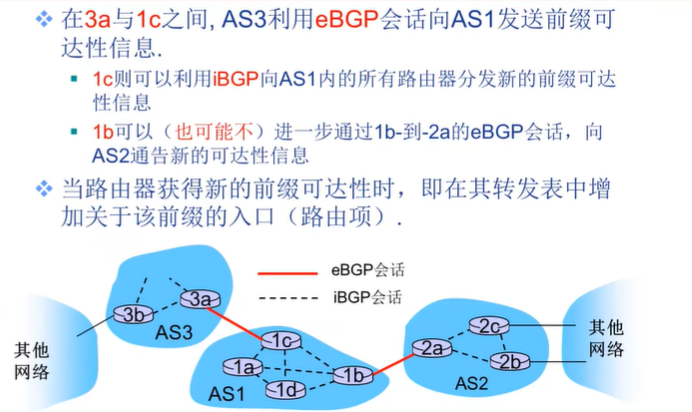 在3a与1c之间, AS3利用eBGP会话向AS1发送前缀可
达性信息.
1c则可以利用iBGP向AS1内的所有路由器分发新的前缀可达
性信息
1b可以（也可能不）进一步通过1b-到-2a的eBGP会话，向
AS2通告新的可达性信息
当路由器获得新的前缀可达性时，即在其转发表中增
加关于该前缀的入口（路由项）.
eBGP会话
iBGP会话
3a
3b
AS3
其他
网络
1c
1a
1b
1d
AS1
2c
2a
2b
AS2
其他
网络